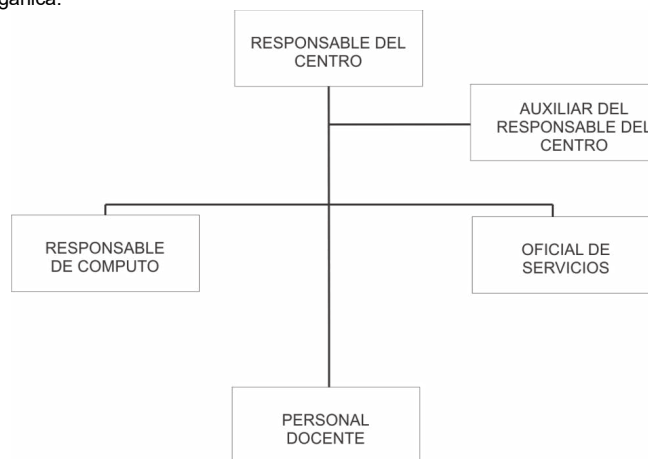 RESPONSABLE DEL
CENTRO
AUXILIAR DEL
RESPONSABLE DEL
CENTRO
RESPONSABLE
DE COMPUTO
OFICIAL DE
SERVICIOS
PERSONAL
DOCENTE